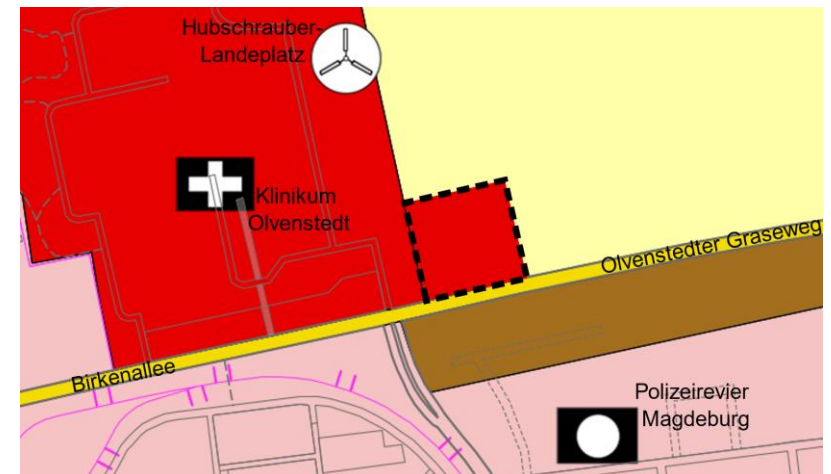 Hubschrauber-
Landeplatz
Klinikum
Olvenstedt
Olvenstedter Graseweg
Birkenallee
Polizeirevier
Magdeburg